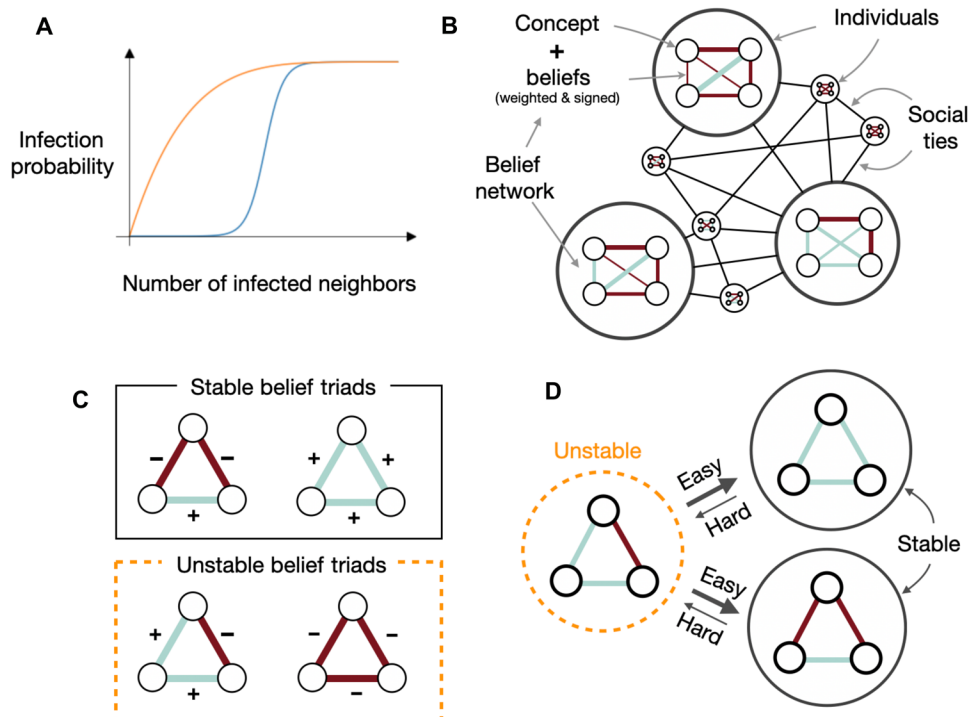 A
Infection
probability
Number of infected neighbors
B
Concept
+
beliefs
(weighted & signed)
Belief
network
Individuals
Social
ties
C
Stable belief triads
– –
+
+ +
+
Unstable belief triads
+ –
+
– –
–
D
Unstable
Easy
Hard
Easy
Hard
Stable